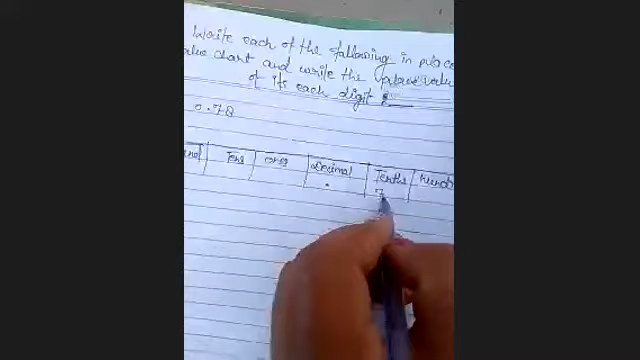 Write each of the following in place
value chart and write the place value
of its each digit :
0.78
Tens ones Decimal Tenths Hundr
. 7